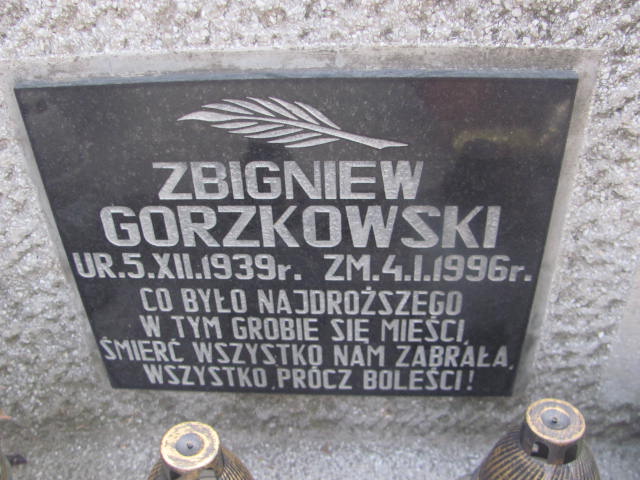 ZBIGNIEW
GORZKOWSKI
UR.5.XII.1939r. ZM.4.I.1996r.
CO BYŁO NAJDROŻSZEGO
W TYM GROBIE SIĘ MIEŚCI,
ŚMIERĆ WSZYSTKO NAM ZABRAŁA,
WSZYSTKO, PRÓCZ BOLEŚCI!